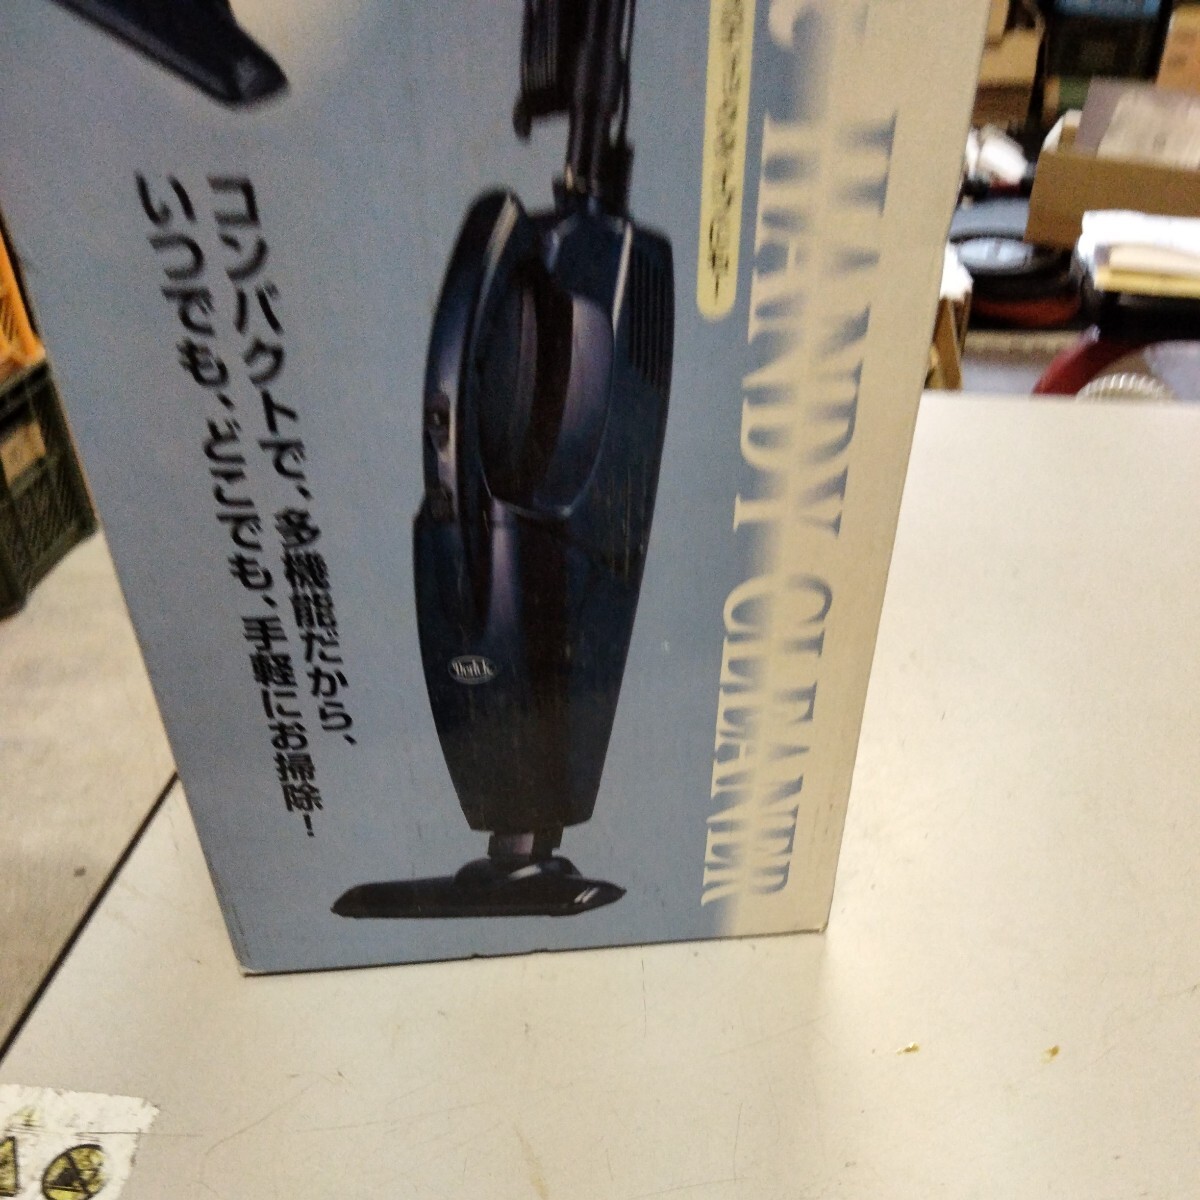 HANDY CLEANER
コンパクトで、多機能だから、
いつでも、どこでも、手軽にお掃除！